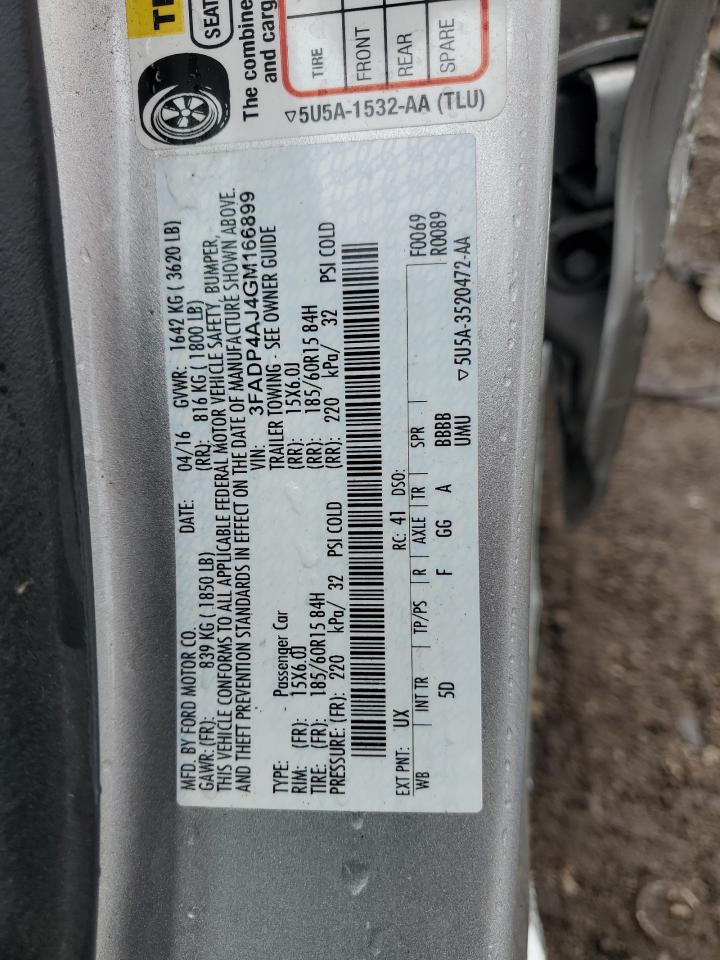 TI
SEAT
The combine
and carg
TIRE
FRONT
REAR
SPARE
▽5U5A-1532-AA (TLU)
MFD. BY FORD MOTOR CO. DATE: 04/16 GVWR: 1642 KG ( 3620 LB)
GAWR: (FR): 839 KG ( 1850 LB) (RR): 816 KG ( 1800 LB)
THIS VEHICLE CONFORMS TO ALL APPLICABLE FEDERAL MOTOR VEHICLE SAFETY, BUMPER,
AND THEFT PREVENTION STANDARDS IN EFFECT ON THE DATE OF MANUFACTURE SHOWN ABOVE.
VIN: 3FADP4AJ4GM166899
TYPE: Passenger Car TRAILER TOWING - SEE OWNER GUIDE
RIM: (FR): 15X6.0J (RR): 15X6.0J
TIRE: (FR): 185/60R15 84H (RR): 185/60R15 84H
PRESSURE: (FR): 220 kPa/ 32 PSI COLD (RR): 220 kPa/ 32 PSI COLD
EXT PNT: UX RC: 41 DSO: F0069
WB INT TR TP/PS R AXLE TR SPR R0089
5D F GG A BBBB
UMU
▽5U5A-3520472-AA